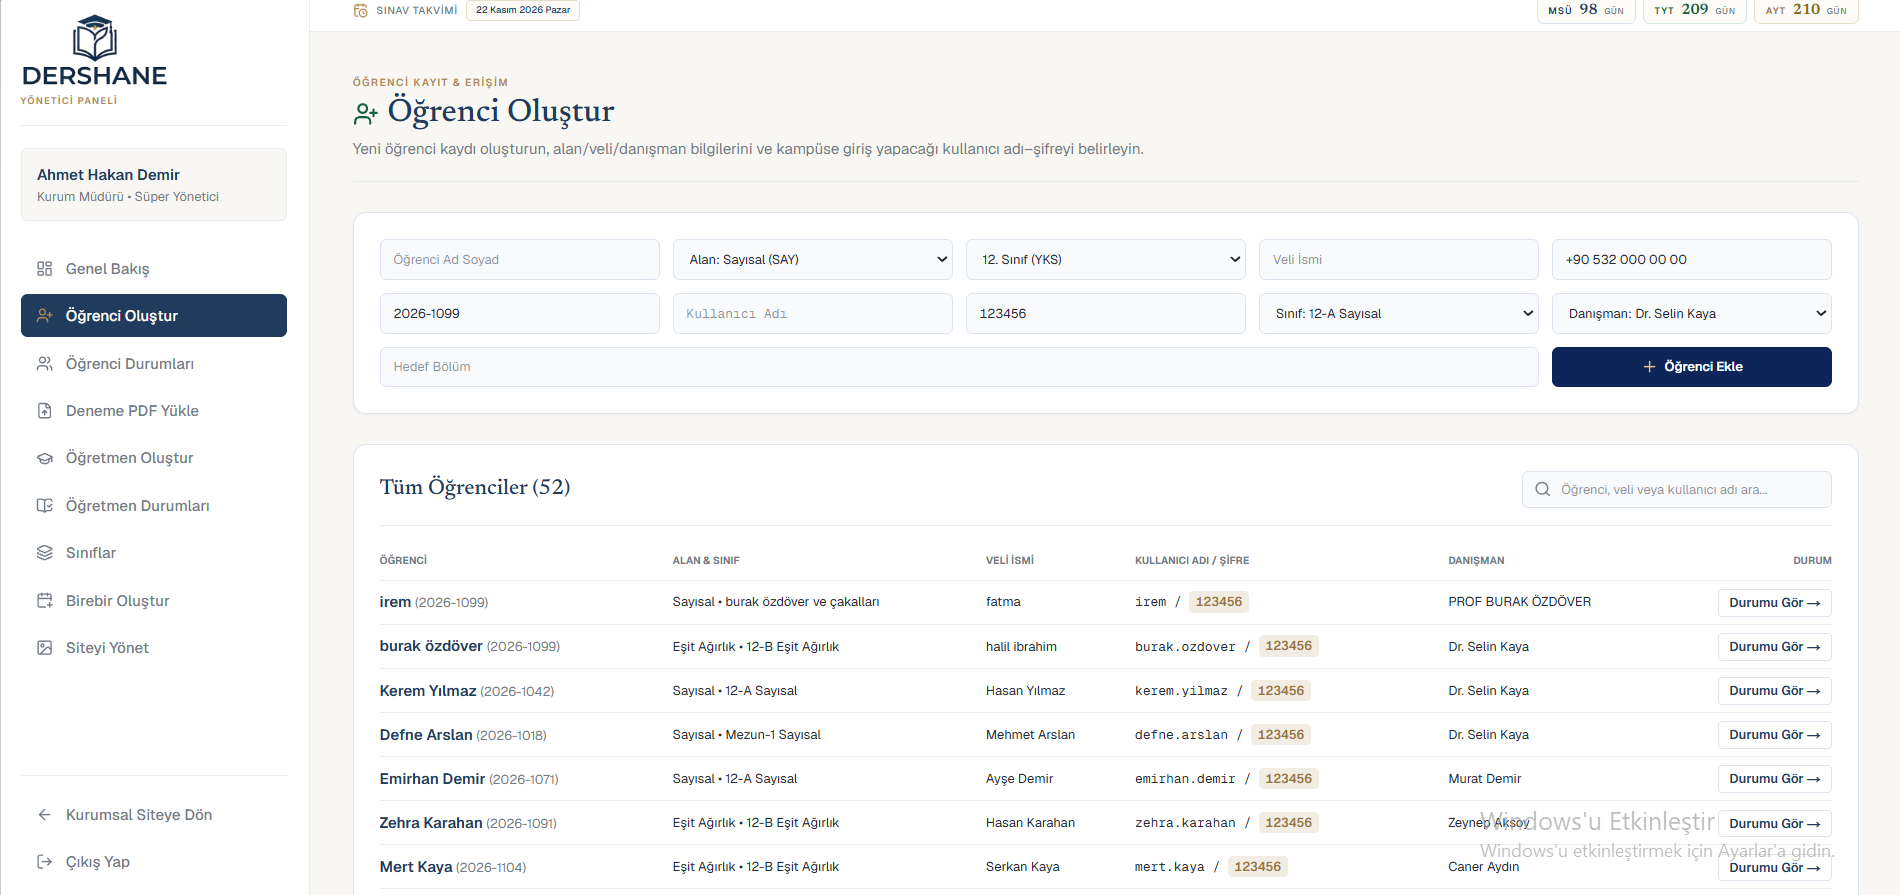 DERSHANE
YÖNETİCİ PANELİ
Ahmet Hakan Demir
Kurum Müdürü • Süper Yönetici
Genel Bakış
Öğrenci Oluştur
Öğrenci Durumları
Deneme PDF Yükle
Öğretmen Oluştur
Öğretmen Durumları
Sınıflar
Birebir Oluştur
Siteyi Yönet
Kurumsal Siteye Dön
Çıkış Yap
SINAV TAKVİMİ 22 Kasım 2026 Pazar MSÜ 98 GÜN TYT 209 GÜN AYT 210 GÜN
ÖĞRENCİ KAYIT & ERİŞİM
Öğrenci Oluştur
Yeni öğrenci kaydı oluşturun, alan/veli/danışman bilgilerini ve kampüse giriş yapacağı kullanıcı adı–şifreyi belirleyin.
Öğrenci Ad Soyad Alan: Sayısal (SAY) 12. Sınıf (YKS) Veli İsmi +90 532 000 00 00
2026-1099 Kullanıcı Adı 123456 Sınıf: 12-A Sayısal Danışman: Dr. Selin Kaya
Hedef Bölüm + Öğrenci Ekle
Tüm Öğrenciler (52) Öğrenci, veli veya kullanıcı adı ara...
ÖĞRENCİ ALAN & SINIF VELİ İSMİ KULLANICI ADI / ŞİFRE DANIŞMAN DURUM
irem (2026-1099) Sayısal • burak özdöver ve çakalları fatma irem / 123456 PROF BURAK ÖZDÖVER Durumu Gör →
burak özdöver (2026-1099) Eşit Ağırlık • 12-B Eşit Ağırlık halil ibrahim burak.ozdover / 123456 Dr. Selin Kaya Durumu Gör →
Kerem Yılmaz (2026-1042) Sayısal • 12-A Sayısal Hasan Yılmaz kerem.yilmaz / 123456 Dr. Selin Kaya Durumu Gör →
Defne Arslan (2026-1018) Sayısal • Mezun-1 Sayısal Mehmet Arslan defne.arslan / 123456 Dr. Selin Kaya Durumu Gör →
Emirhan Demir (2026-1071) Sayısal • 12-A Sayısal Ayşe Demir emirhan.demir / 123456 Murat Demir Durumu Gör →
Zehra Karahan (2026-1091) Eşit Ağırlık • 12-B Eşit Ağırlık Hasan Karahan zehra.karahan / 123456 Zeynep Aksoy Durumu Gör →
Mert Kaya (2026-1104) Eşit Ağırlık • 12-B Eşit Ağırlık Serkan Kaya mert.kaya / 123456 Caner Aydın Durumu Gör →
Windows'u Etkinleştir
Windows'u etkinleştirmek için Ayarlar'a gidin.